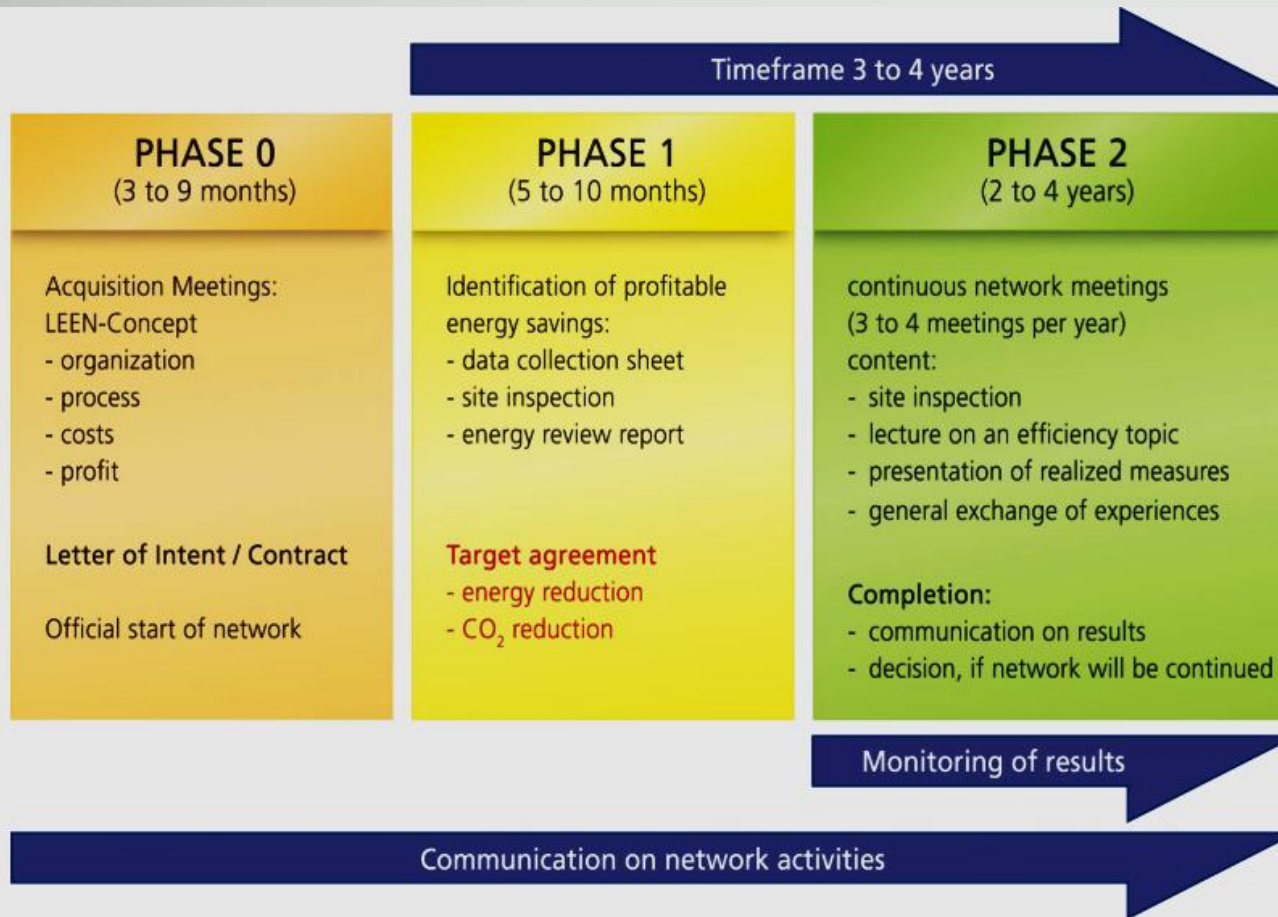 Timeframe 3 to 4 years
PHASE 0
(3 to 9 months)
Acquisition Meetings:
LEEN-Concept
- organization
- process
- costs
- profit
Letter of Intent / Contract
Official start of network
PHASE 1
(5 to 10 months)
Identification of profitable
energy savings:
- data collection sheet
- site inspection
- energy review report
Target agreement
- energy reduction
- CO₂ reduction
PHASE 2
(2 to 4 years)
continuous network meetings
(3 to 4 meetings per year)
content:
- site inspection
- lecture on an efficiency topic
- presentation of realized measures
- general exchange of experiences
Completion:
- communication on results
- decision, if network will be continued
Monitoring of results
Communication on network activities